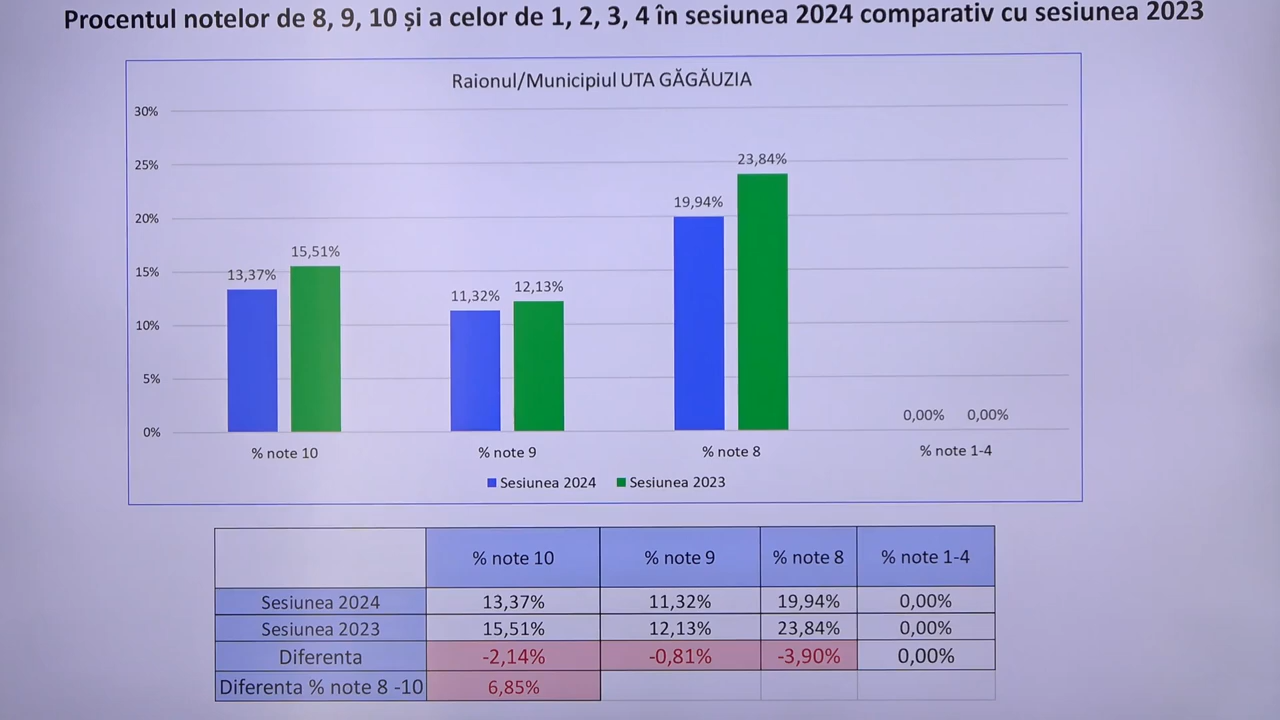 Procentul notelor de 8, 9, 10 și a celor de 1, 2, 3, 4 în sesiunea 2024 comparativ cu sesiunea 2023
Raionul/Municipiul UTA GĂGĂUZIA
30%
25%
20%
15%
10%
5%
0%
13,37%
15,51%
11,32%
12,13%
19,94%
23,84%
0,00%
0,00%
% note 10
% note 9
% note 8
% note 1-4
Sesiunea 2024
Sesiunea 2023
% note 10 % note 9 % note 8 % note 1-4
Sesiunea 2024 13,37% 11,32% 19,94% 0,00%
Sesiunea 2023 15,51% 12,13% 23,84% 0,00%
Diferenta -2,14% -0,81% -3,90% 0,00%
Diferenta % note 8 -10 6,85%